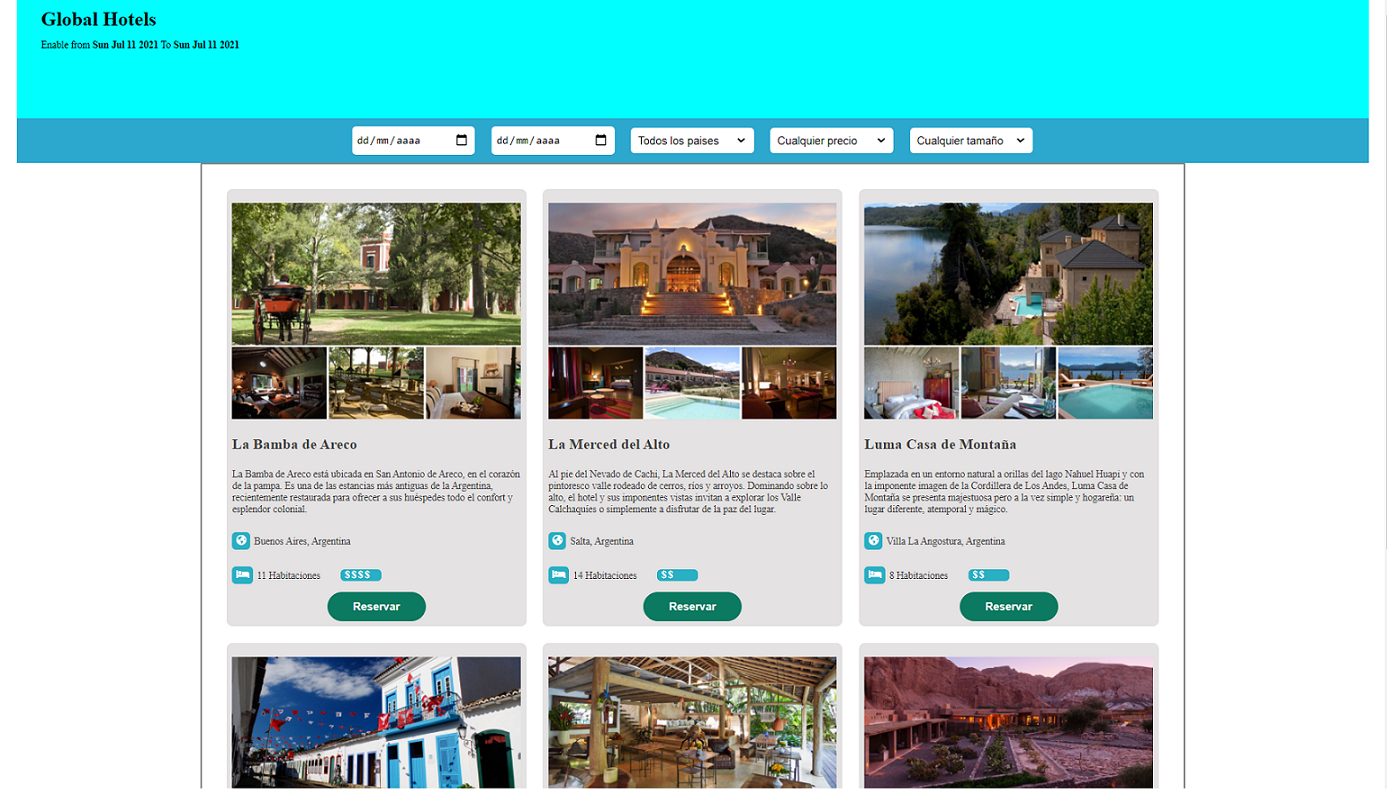 Global Hotels
Enable from Sun Jul 11 2021 To Sun Jul 11 2021
dd/mm/aaaa
dd/mm/aaaa
Todos los paises
Cualquier precio
Cualquier tamaño
La Bamba de Areco
La Bamba de Areco está ubicada en San Antonio de Areco, en el corazón
de la pampa. Es una de las estancias más antiguas de la Argentina,
recientemente restaurada para ofrecer a sus huéspedes todo el confort y
esplendor colonial.
Buenos Aires, Argentina
11 Habitaciones
$$$$
Reservar
La Merced del Alto
Al pie del Nevado de Cachi, La Merced del Alto se destaca sobre el
pintoresco valle rodeado de cerros, ríos y arroyos. Dominando sobre lo
alto, el hotel y sus imponentes vistas invitan a explorar los Valle
Calchaquíes o simplemente a disfrutar de la paz del lugar.
Salta, Argentina
14 Habitaciones
$$
Reservar
Luma Casa de Montaña
Emplazada en un entorno natural a orillas del lago Nahuel Huapi y con
la imponente imagen de la Cordillera de Los Andes, Luma Casa de
Montaña se presenta majestuosa pero a la vez simple y hogareña: un
lugar diferente, atemporal y mágico.
Villa La Angostura, Argentina
8 Habitaciones
$$
Reservar